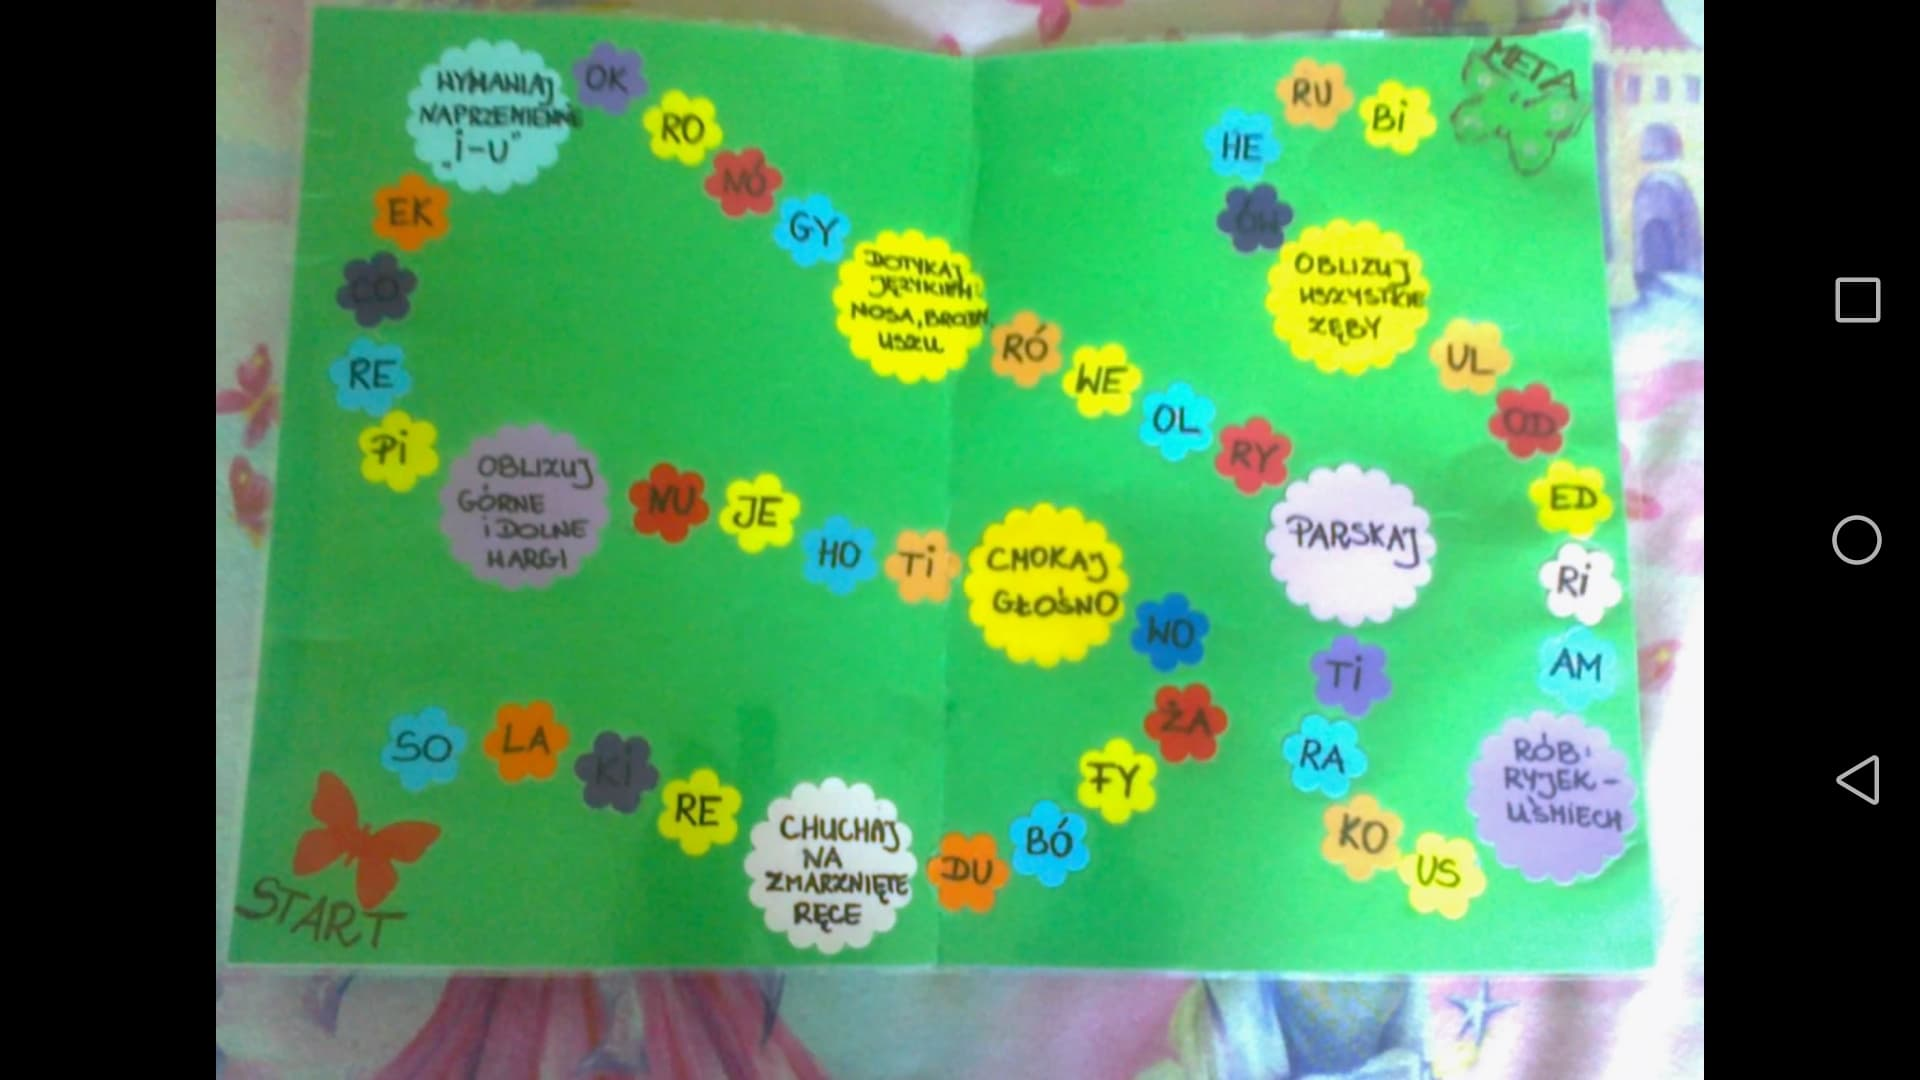 START
SO
LA
Ki
RE
CHUCHAJ
NA
ZMARZNIĘTE
RĘCE
DU
BÓ
FY
ŻA
WO
CMOKAJ
GŁOŚNO
Ti
HO
JE
NU
OBLIZUJ
GÓRNE
i DOLNE
WARGI
Pi
RE
CO
EK
WYMANIAJ
NAPRZEMIENNIE
„i-U"
OK
RO
NÓ
GY
DOTYKAJ
JĘZYKIEM
NOSA, BRODY
USZU
RÓ
WE
OL
RY
PARSKAJ
Ti
RA
KO
US
RÓB:
RYJEK-
UŚMIECH
AM
Ri
ED
OD
UL
OBLIZUJ
WSZYSTKIE
ZĘBY
HE
RU
Bi
META